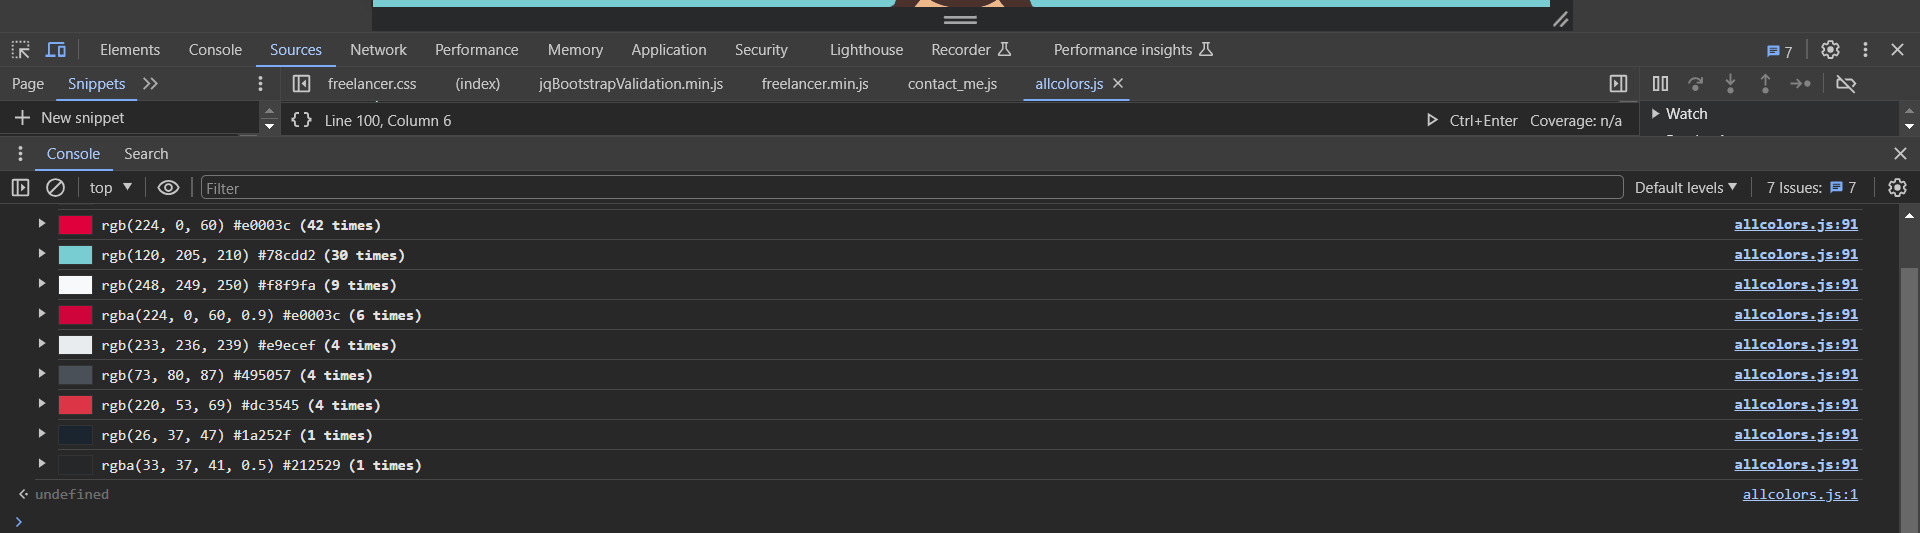 Elements Console Sources Network Performance Memory Application Security Lighthouse Recorder Performance insights 7
Page Snippets freelancer.css (index) jqBootstrapValidation.min.js freelancer.min.js contact_me.js allcolors.js
New snippet {} Line 100, Column 6 Ctrl+Enter Coverage: n/a Watch
Console Search
top Filter Default levels 7 Issues: 7
rgb(224, 0, 60) #e0003c (42 times) allcolors.js:91
rgb(120, 205, 210) #78cdd2 (30 times) allcolors.js:91
rgb(248, 249, 250) #f8f9fa (9 times) allcolors.js:91
rgba(224, 0, 60, 0.9) #e0003c (6 times) allcolors.js:91
rgb(233, 236, 239) #e9ecef (4 times) allcolors.js:91
rgb(73, 80, 87) #495057 (4 times) allcolors.js:91
rgb(220, 53, 69) #dc3545 (4 times) allcolors.js:91
rgb(26, 37, 47) #1a252f (1 times) allcolors.js:91
rgba(33, 37, 41, 0.5) #212529 (1 times) allcolors.js:91
undefined allcolors.js:1